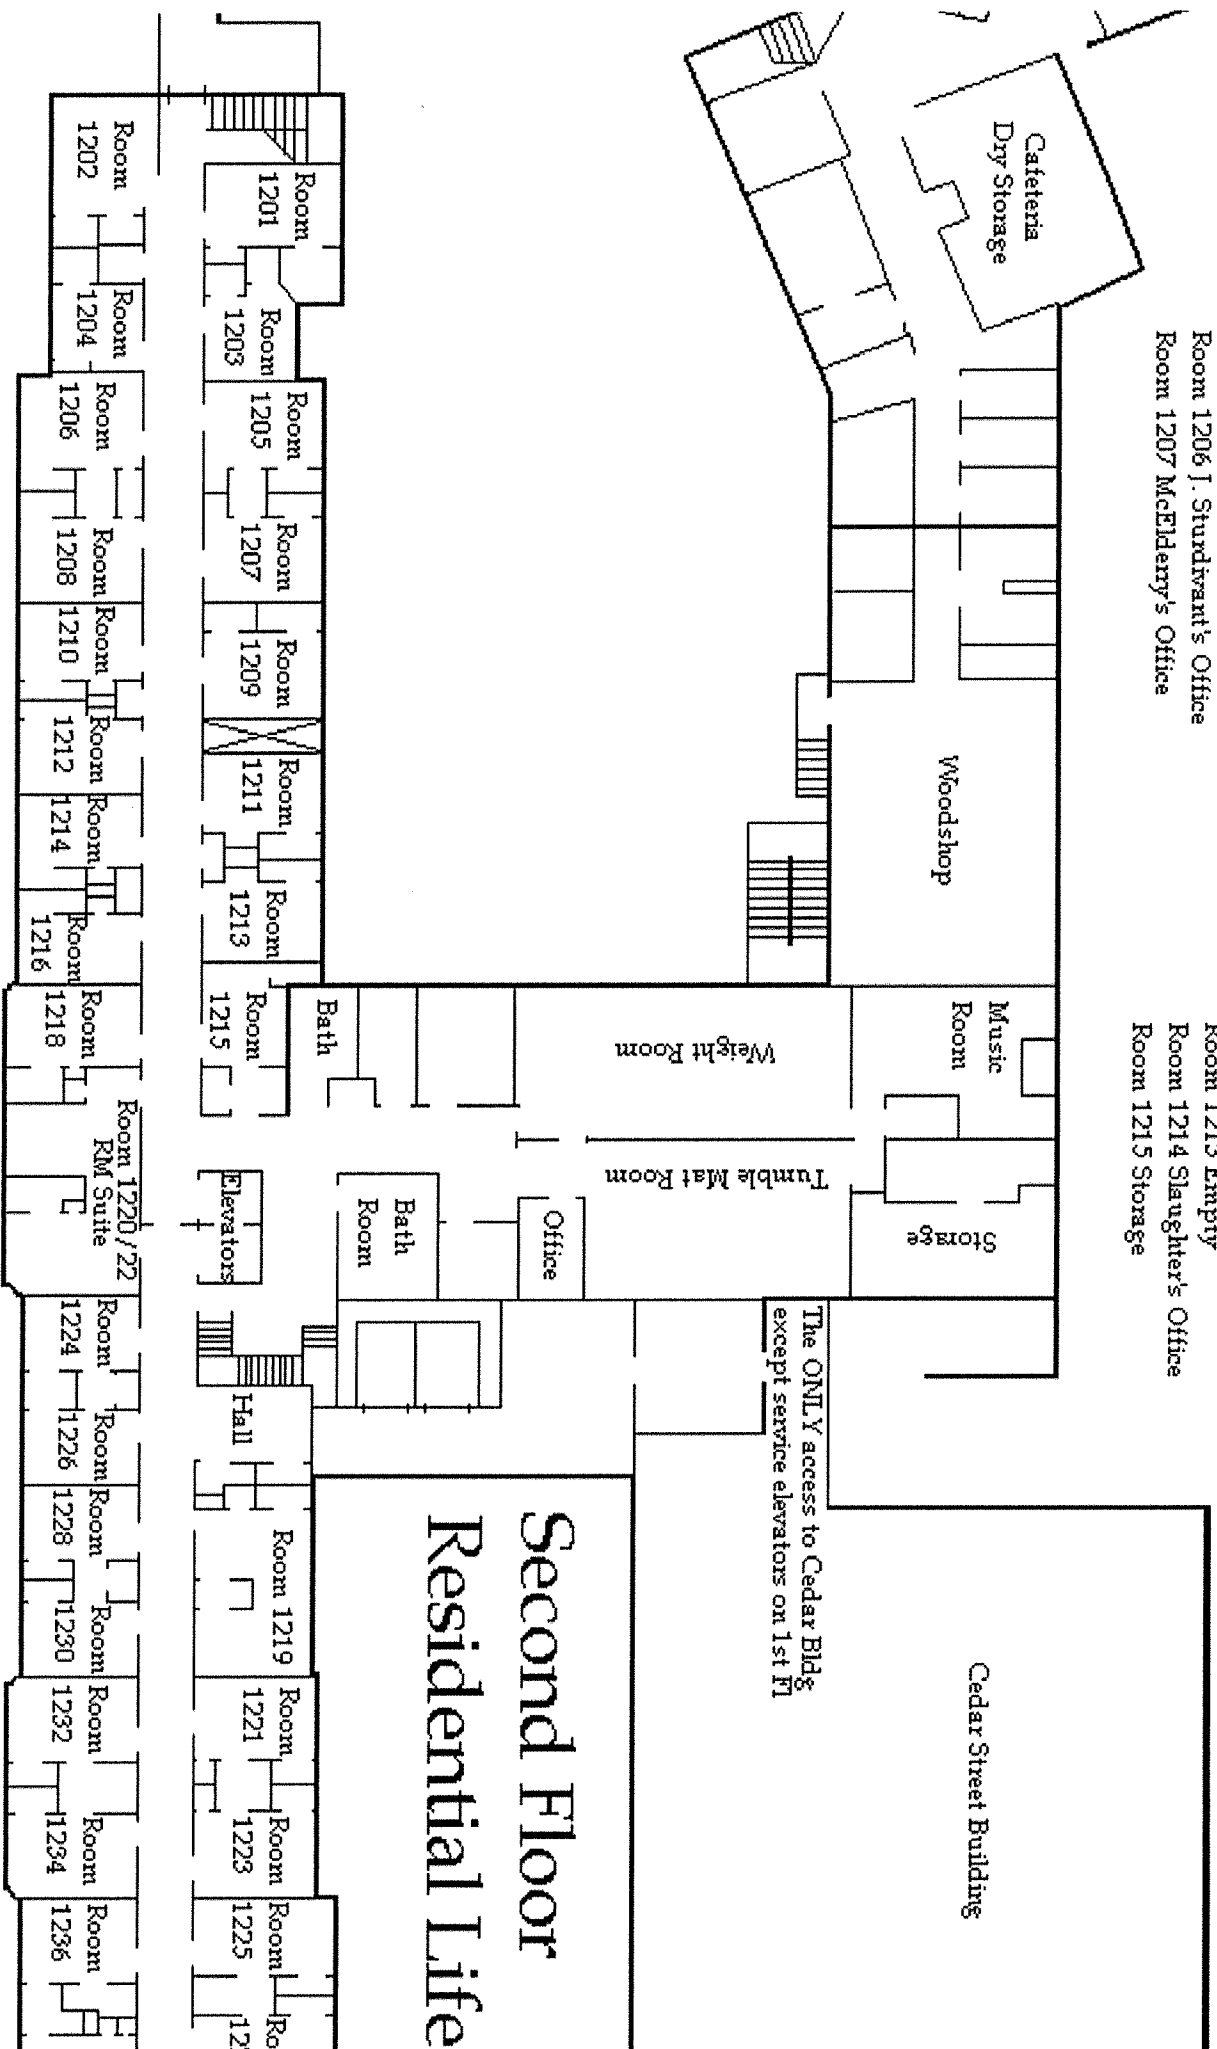 Room 1206 J. Sturdivant's Office
Room 1207 McElderry's Office
Room 1213 Empty
Room 1214 Slaughter's Office
Room 1215 Storage
Cafeteria
Dry Storage
Woodshop
Music
Room
Storage
Weight Room
Tumble Mat Room
The ONLY access to Cedar Bldg
except service elevators on 1st Fl
Cedar Street Building
Office
Bath
Room
Bath
Second Floor
Residential Life
Room
1201
Room
1203
Room
1205
Room
1207
Room
1209
Room
1211
Room
1213
Room
1215
Elevators
Hall
Room 1219
Room
1221
Room
1223
Room
1225
Room
1202
Room
1204
Room
1206
Room
1208
Room
1210
Room
1212
Room
1214
Room
1216
Room
1218
Room 1220/22
RM Suite
Room
1224
Room
1226
Room
1228
Room
1230
Room
1232
Room
1234
Room
1236